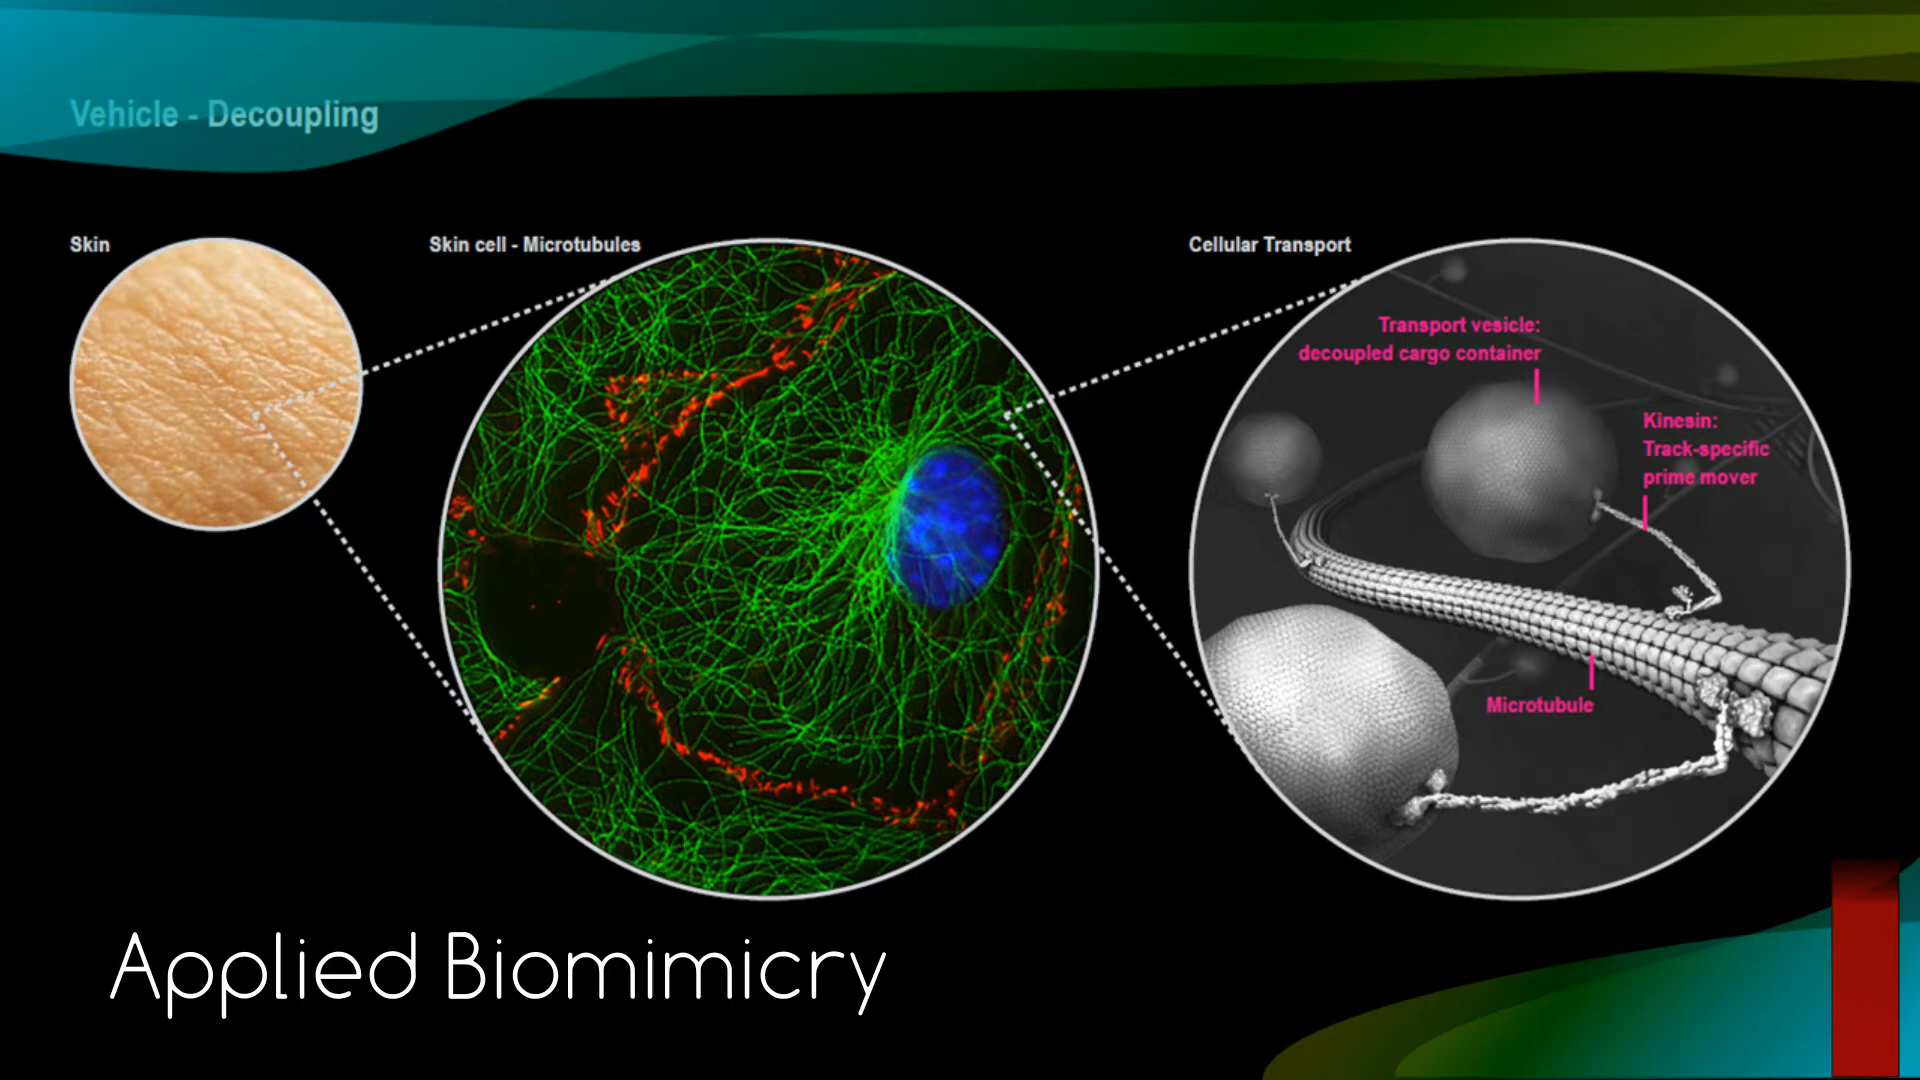 Vehicle - Decoupling
Skin
Skin cell - Microtubules
Cellular Transport
Transport vesicle:
decoupled cargo container
Kinesin:
Track-specific
prime mover
Microtubule
Applied Biomimicry